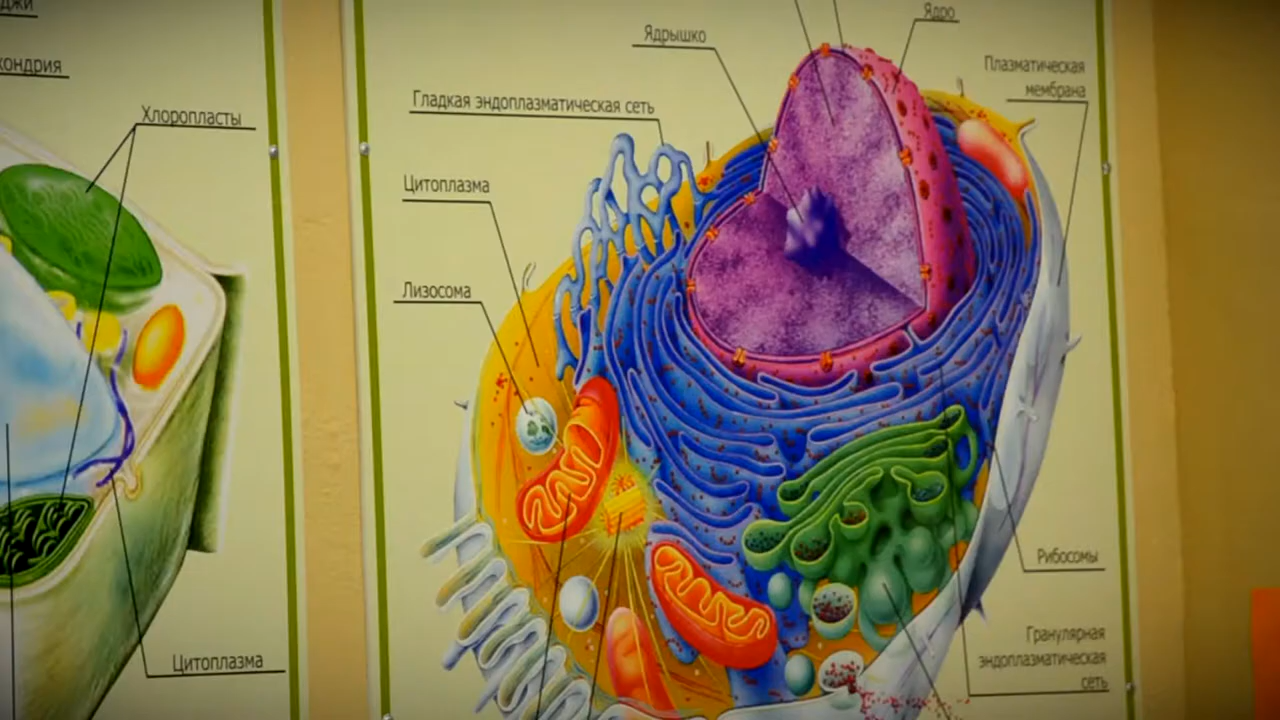 Хлоропласты
Цитоплазма
Ядрышко
Ядро
Плазматическая
мембрана
Гладкая эндоплазматическая сеть
Цитоплазма
Лизосома
Рибосомы
Гранулярная
эндоплазматическая
сеть